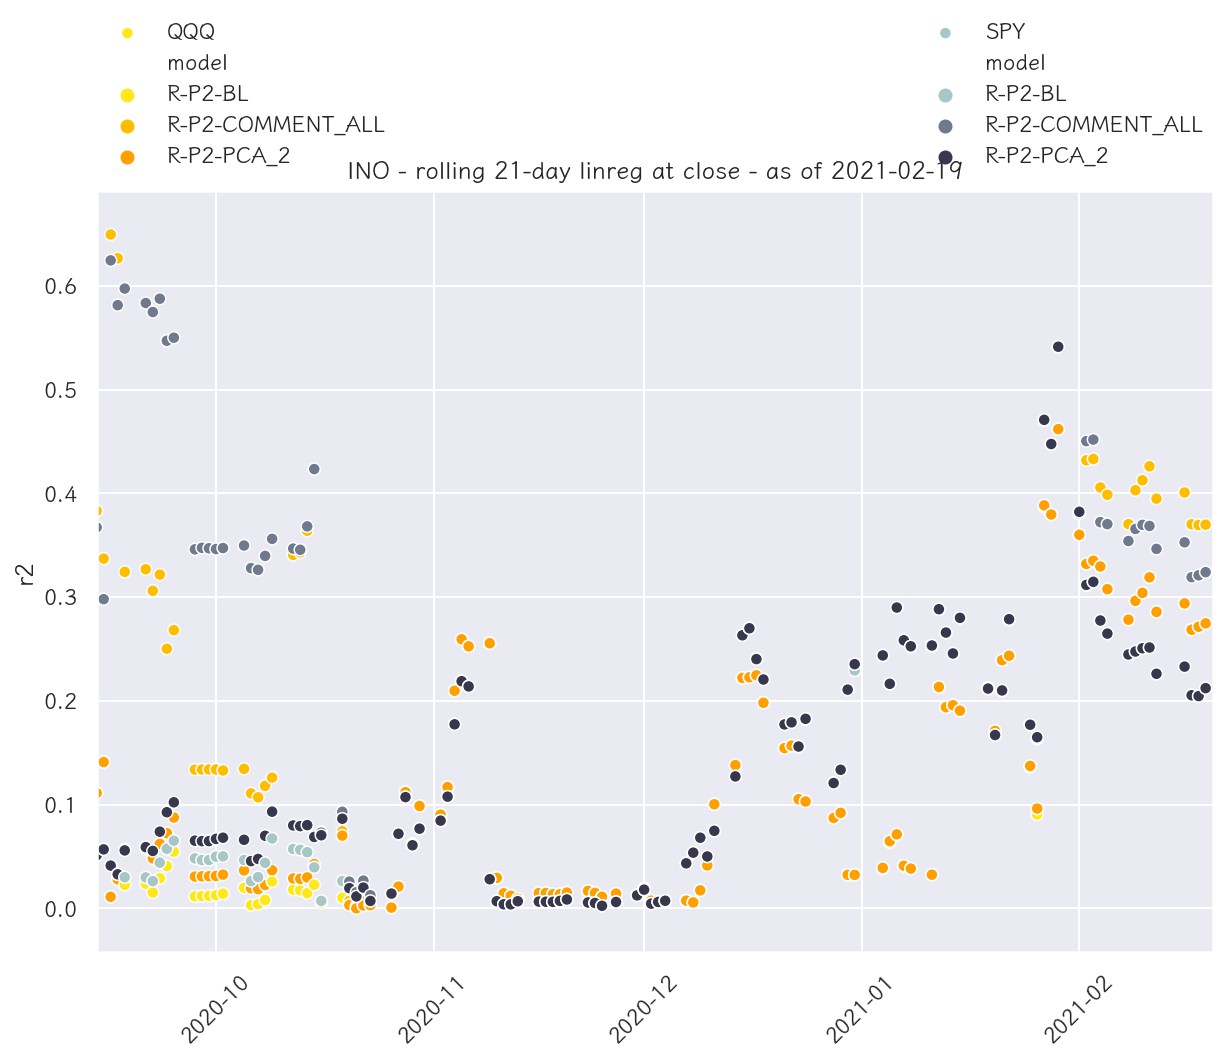 QQQ
model
R-P2-BL
R-P2-COMMENT_ALL
R-P2-PCA_2
SPY
model
R-P2-BL
R-P2-COMMENT_ALL
R-P2-PCA_2
INO - rolling 21-day linreg at close - as of 2021-02-19
r2
0.6
0.5
0.4
0.3
0.2
0.1
0.0
2020-10
2020-11
2020-12
2021-01
2021-02